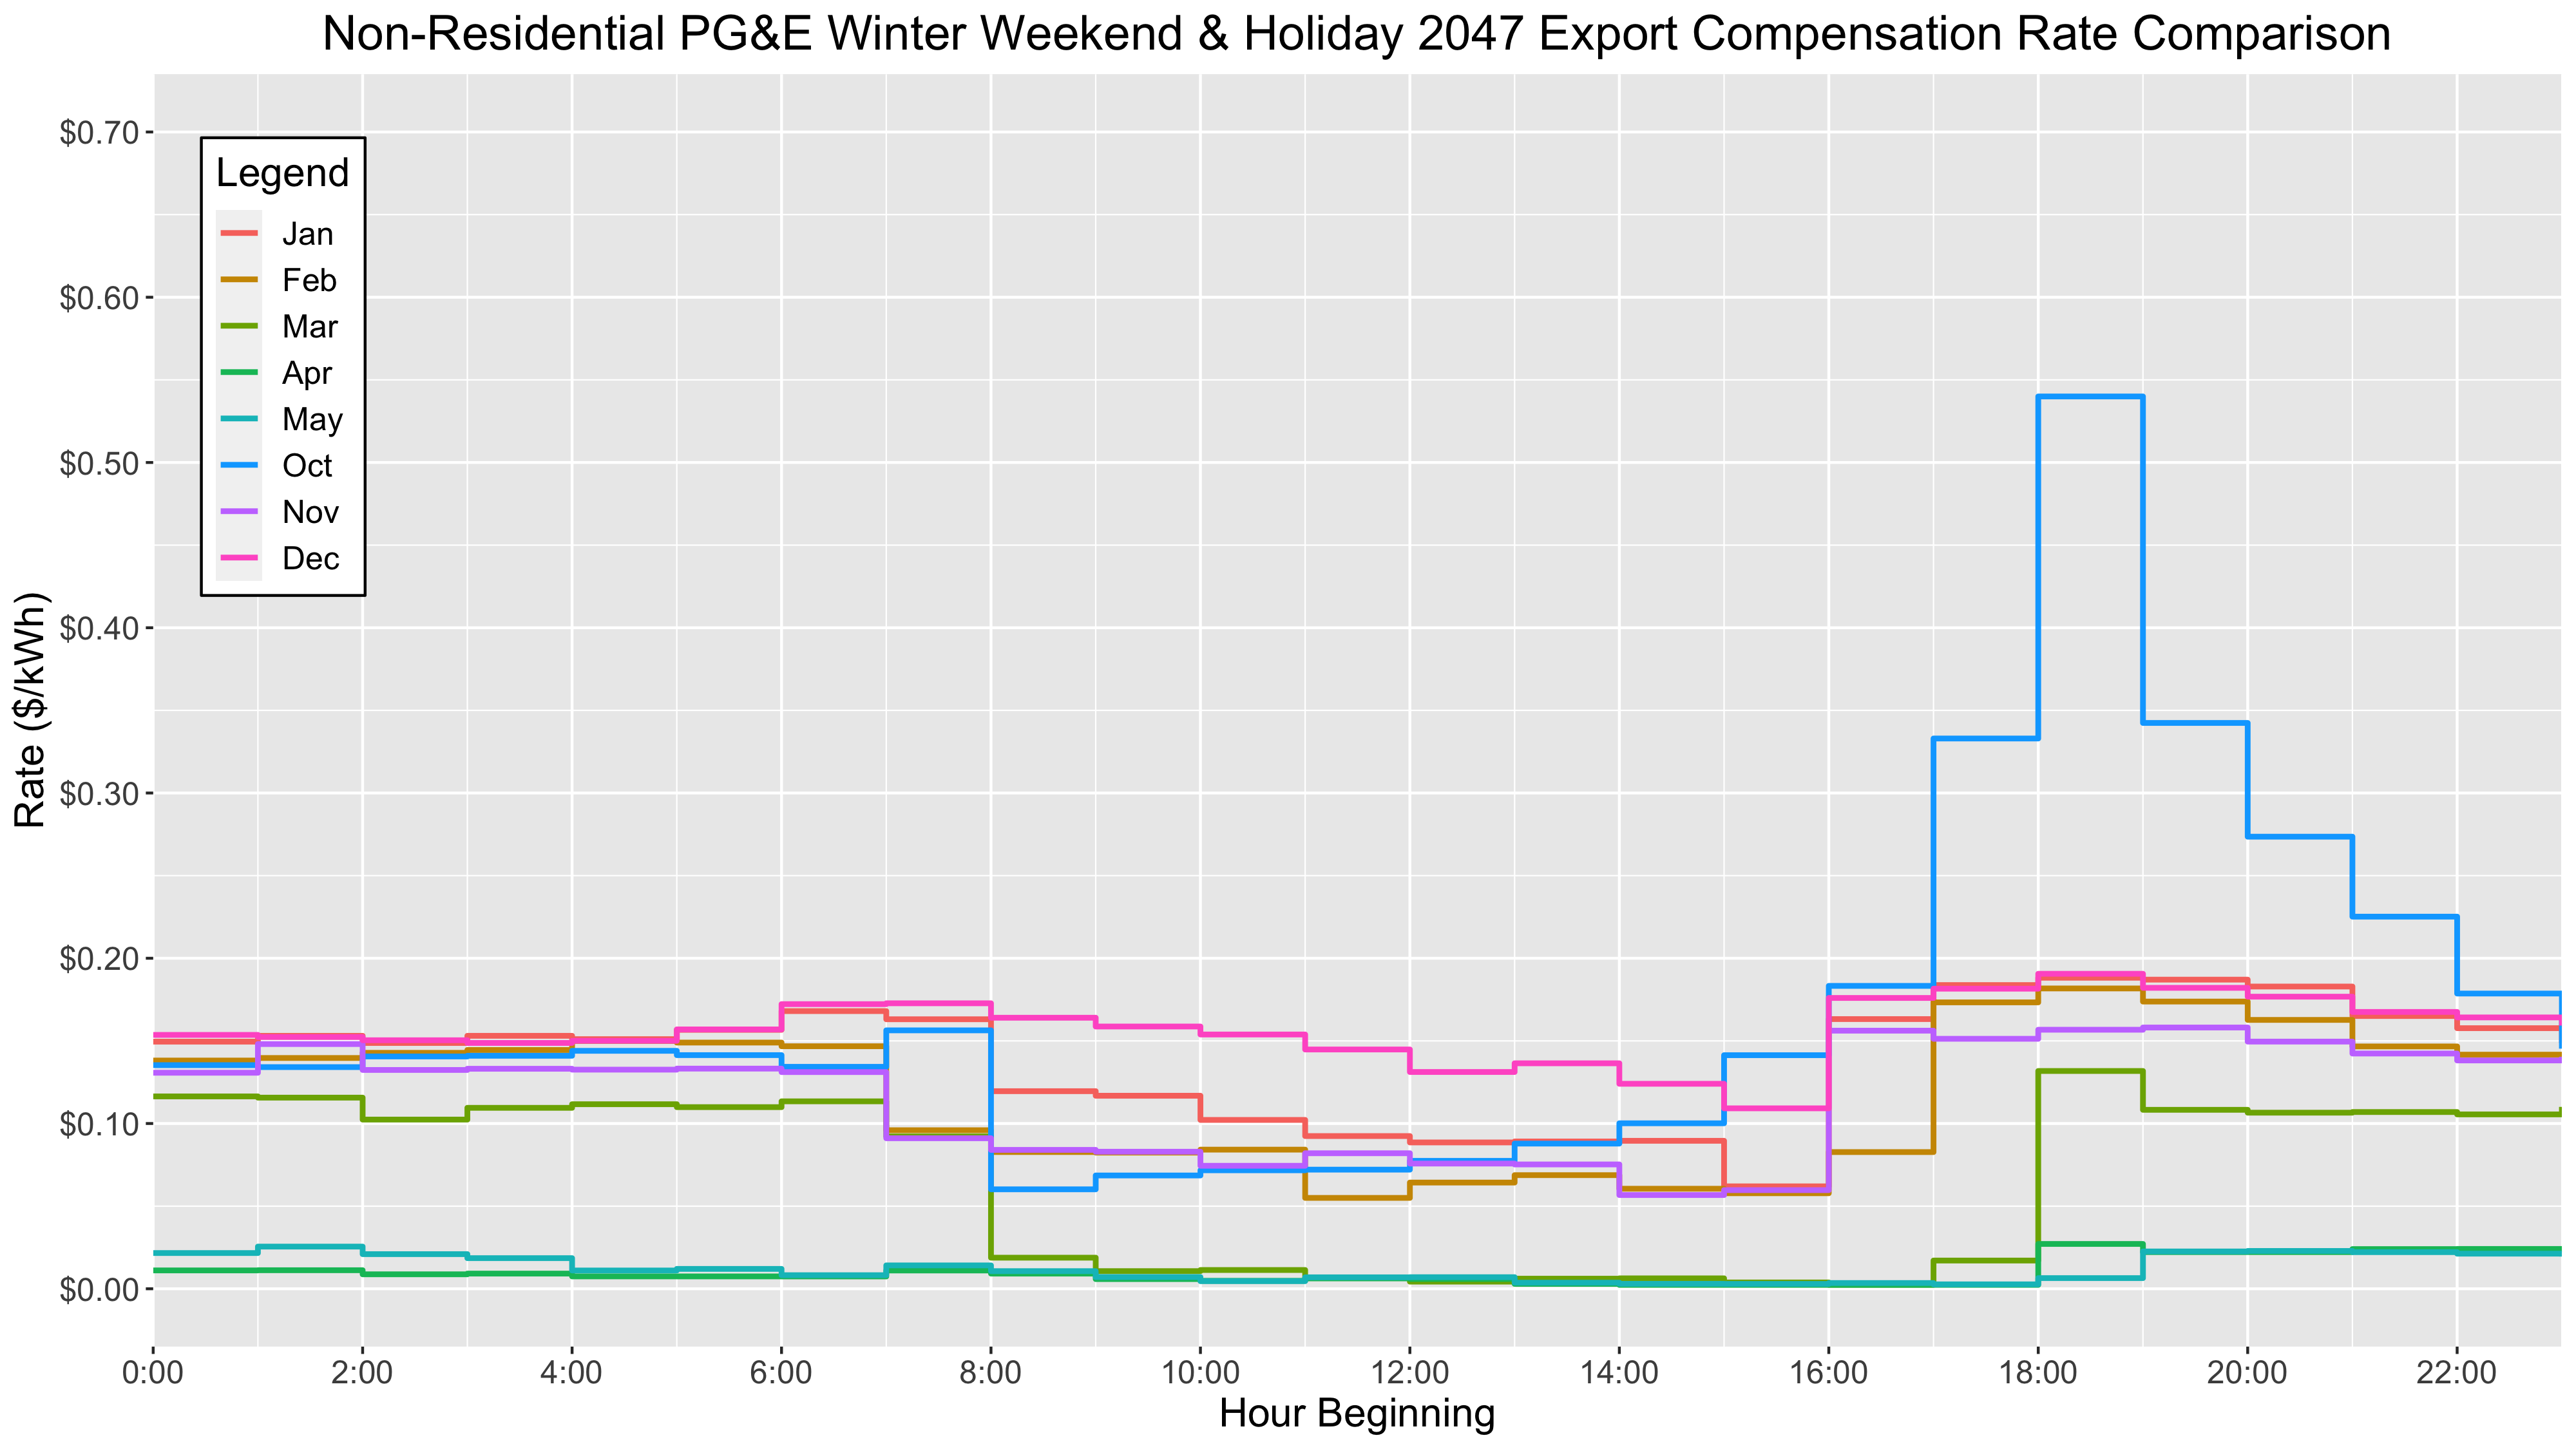 Non-Residential PG&E Winter Weekend & Holiday 2047 Export Compensation Rate Comparison
$0.70
$0.60
$0.50
$0.40
$0.30
$0.20
$0.10
$0.00
Rate ($/kWh)
Legend
Jan
Feb
Mar
Apr
May
Oct
Nov
Dec
0:00 2:00 4:00 6:00 8:00 10:00 12:00 14:00 16:00 18:00 20:00 22:00
Hour Beginning